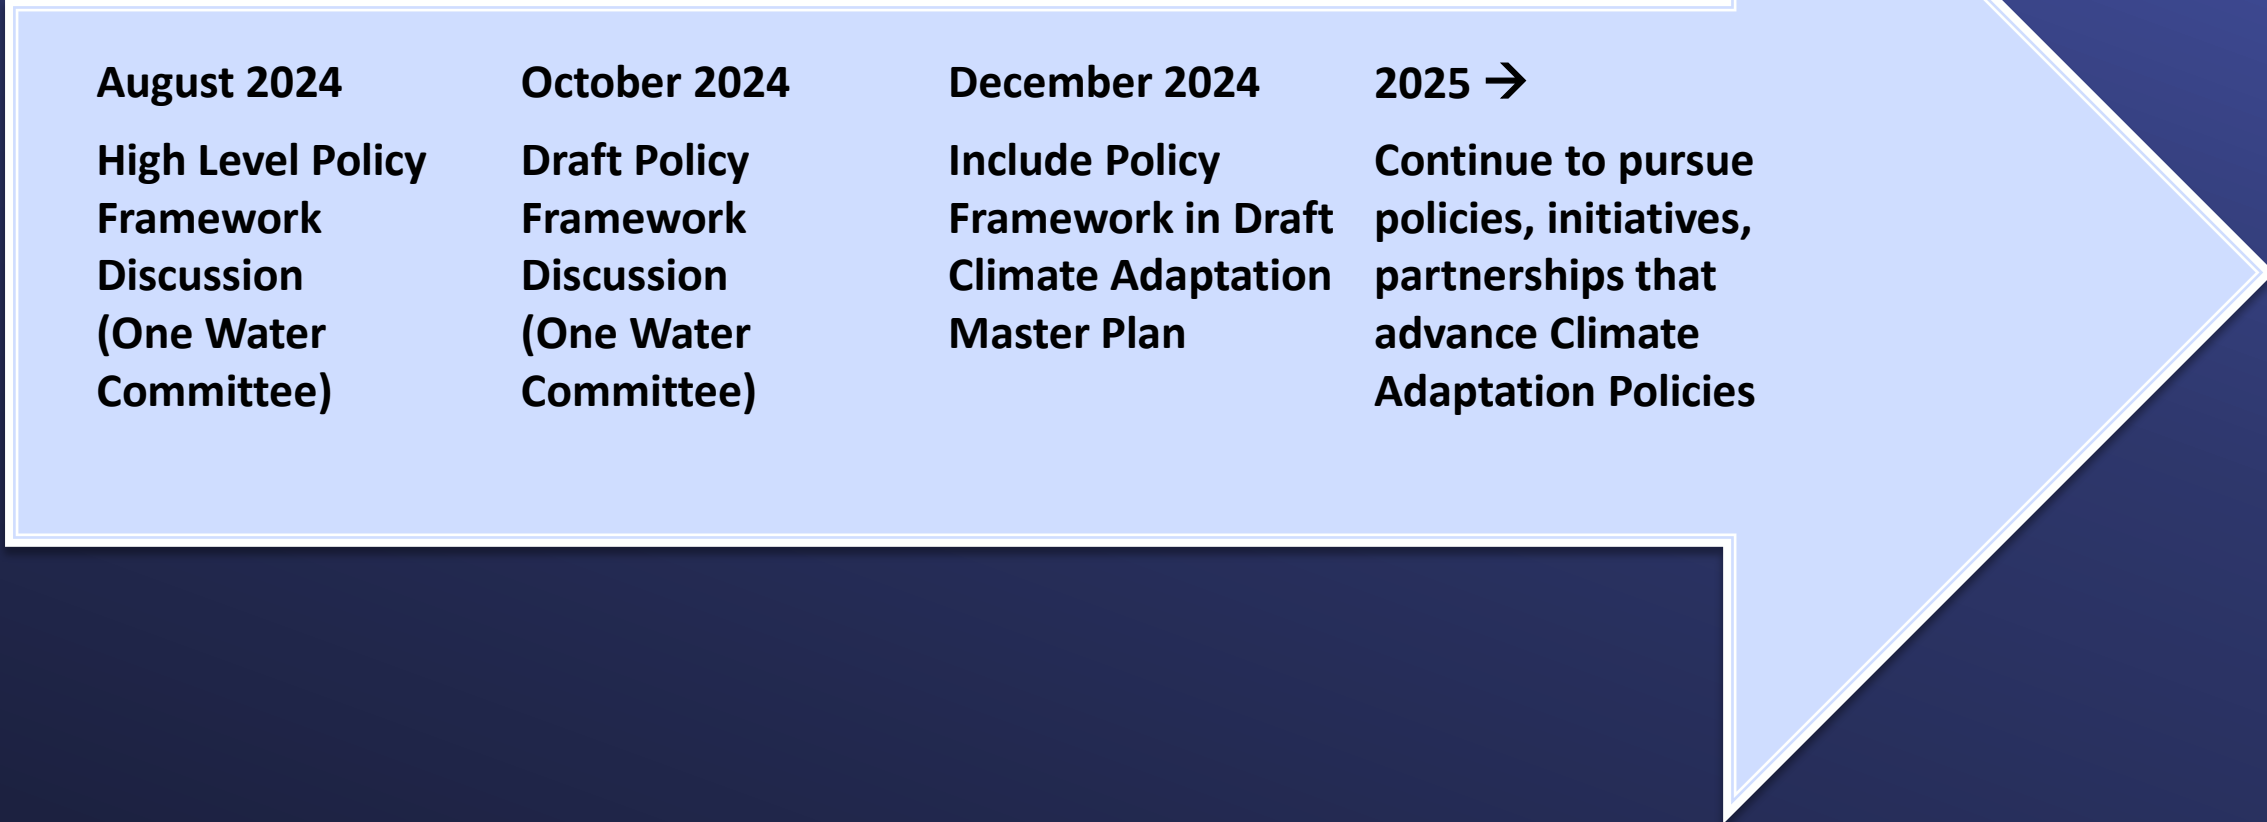 August 2024
High Level Policy
Framework
Discussion
(One Water
Committee)
October 2024
Draft Policy
Framework
Discussion
(One Water
Committee)
December 2024
Include Policy
Framework in Draft
Climate Adaptation
Master Plan
2025 →
Continue to pursue
policies, initiatives,
partnerships that
advance Climate
Adaptation Policies